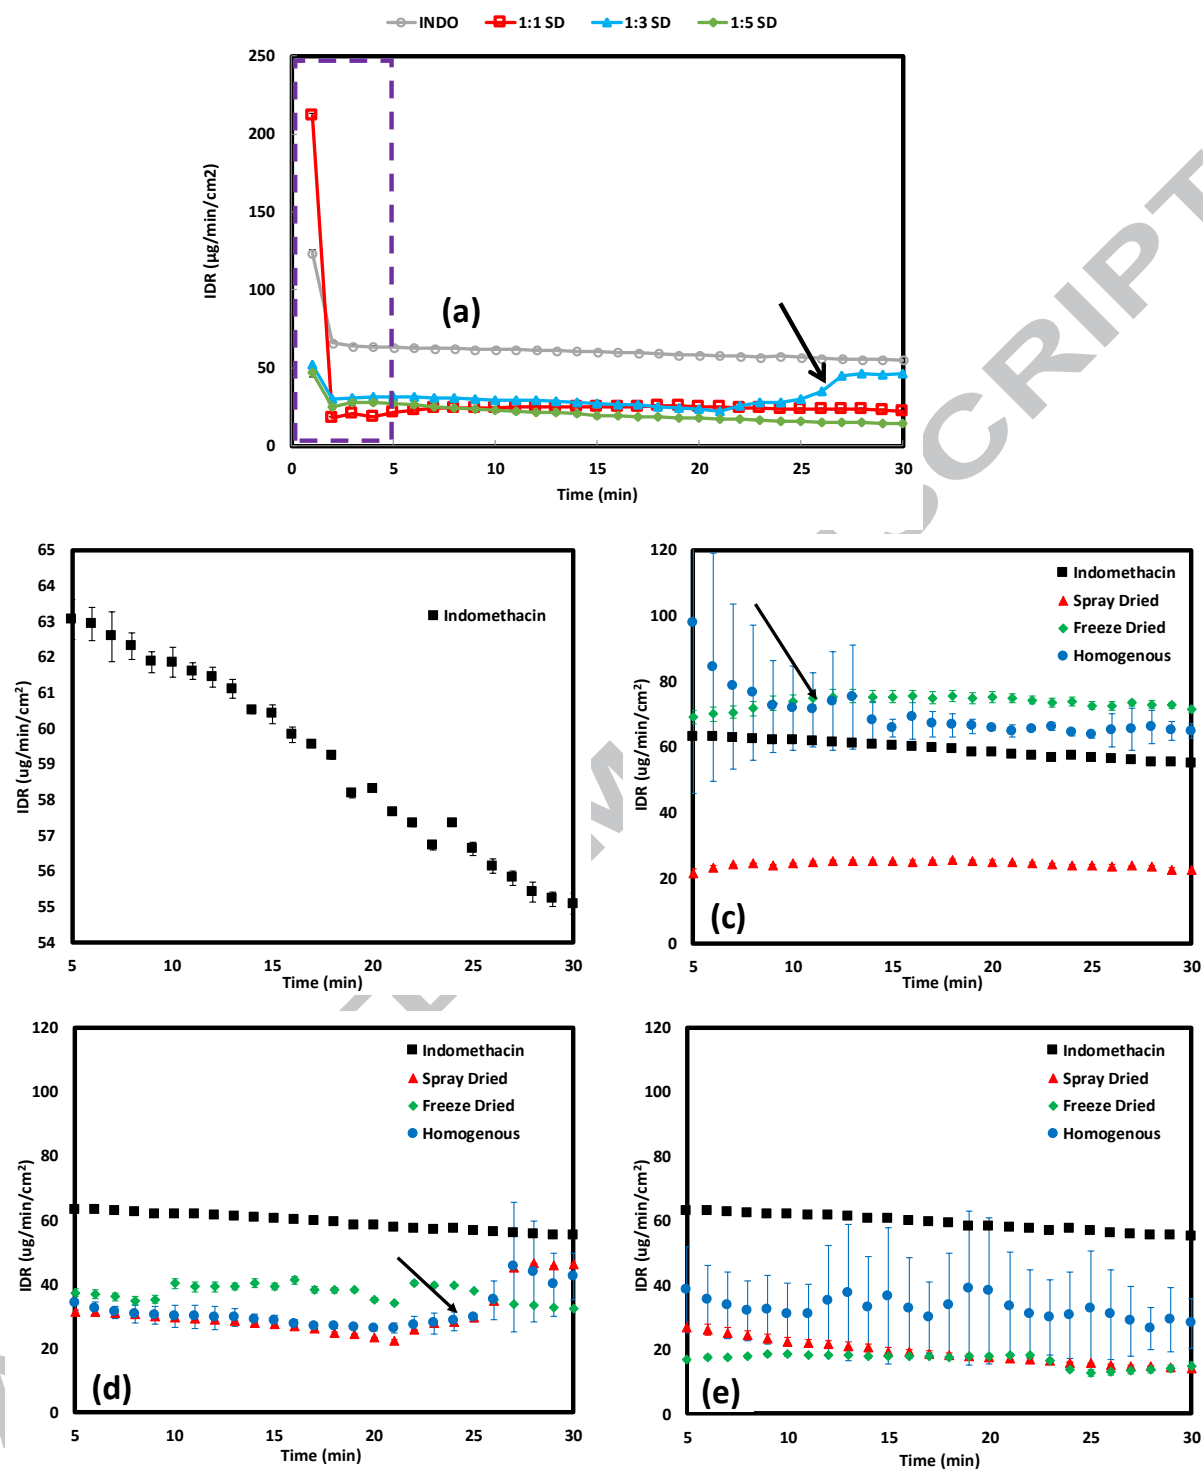 INDO 1:1 SD 1:3 SD 1:5 SD
250
200
150
100
50
0
IDR (µg/min/cm2)
(a)
0 5 10 15 20 25 30
Time (min)
65
64
63
62
61
60
59
58
57
56
55
54
IDR (ug/min/cm²)
Indomethacin
5 10 15 20 25 30
Time (min)
120
100
80
60
40
20
0
IDR (ug/min/cm²)
Indomethacin
Spray Dried
Freeze Dried
Homogenous
(c)
5 10 15 20 25 30
Time (min)
120
100
80
60
40
20
0
IDR (ug/min/cm²)
Indomethacin
Spray Dried
Freeze Dried
Homogenous
(d)
5 10 15 20 25 30
Time (min)
120
100
80
60
40
20
0
IDR (ug/min/cm²)
Indomethacin
Spray Dried
Freeze Dried
Homogenous
(e)
5 10 15 20 25 30
Time (min)